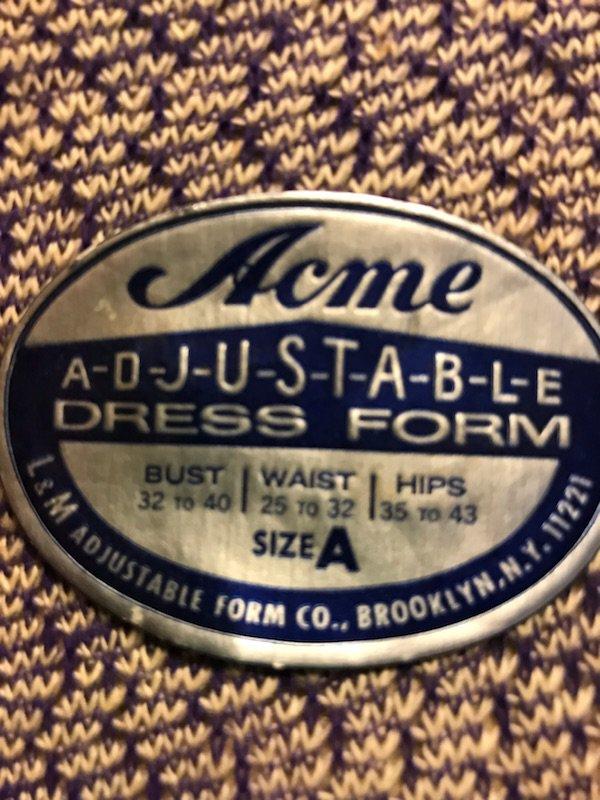 Acme
A-D-J-U-S-T-A-B-L-E
DRESS FORM
BUST | WAIST | HIPS
32 TO 40 | 25 TO 32 | 35 TO 43
SIZE A
L & M ADJUSTABLE FORM CO., BROOKLYN, N.Y. 11221